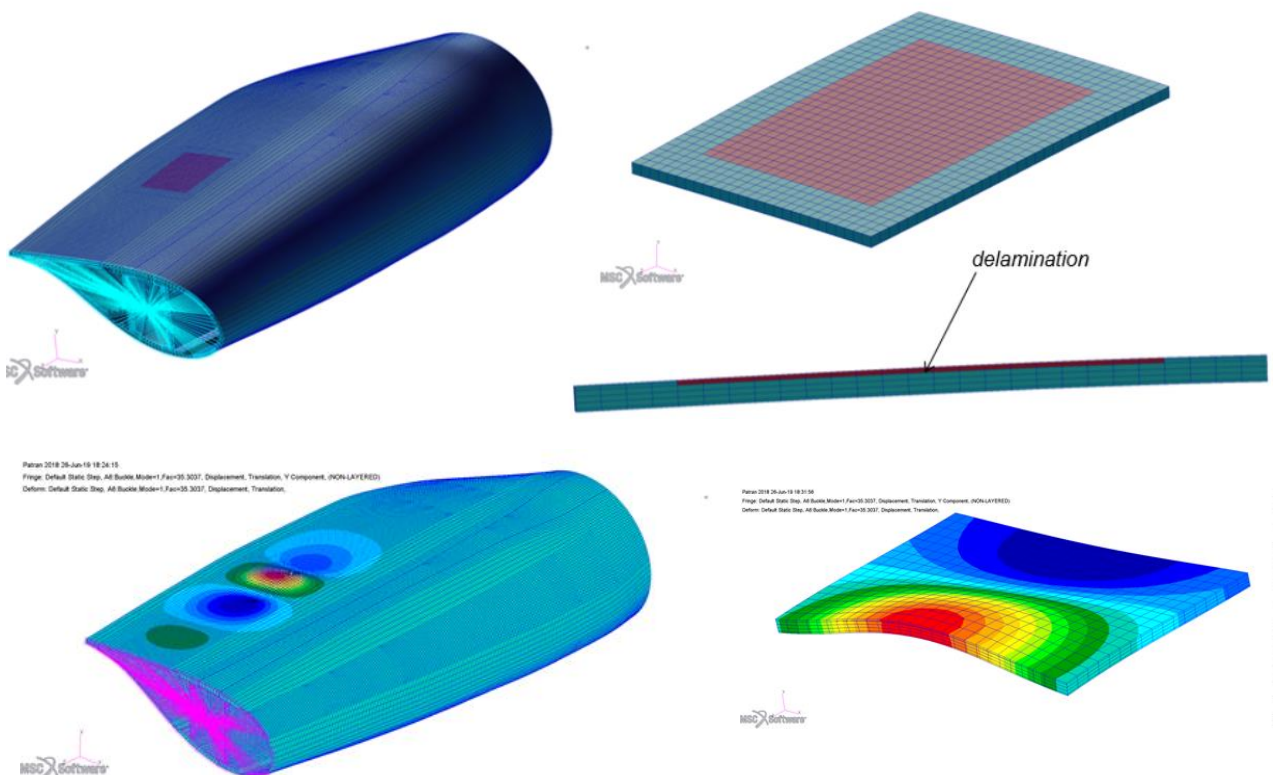 MSC Software
MSC Software
delamination
Patran 2018 26-Jun-19 18:24:15
Fringe: Default Static Step, A6:Buckle,Mode=1,Fac=35.3037, Displacement, Translation, Y Component, (NON-LAYERED)
Deform: Default Static Step, A6:Buckle,Mode=1,Fac=35.3037, Displacement, Translation,
Patran 2018 26-Jun-19 18:31:56
Fringe: Default Static Step, A6:Buckle,Mode=1,Fac=35.3037, Displacement, Translation, Y Component, (NON-LAYERED)
Deform: Default Static Step, A6:Buckle,Mode=1,Fac=35.3037, Displacement, Translation,
MSC Software
MSC Software